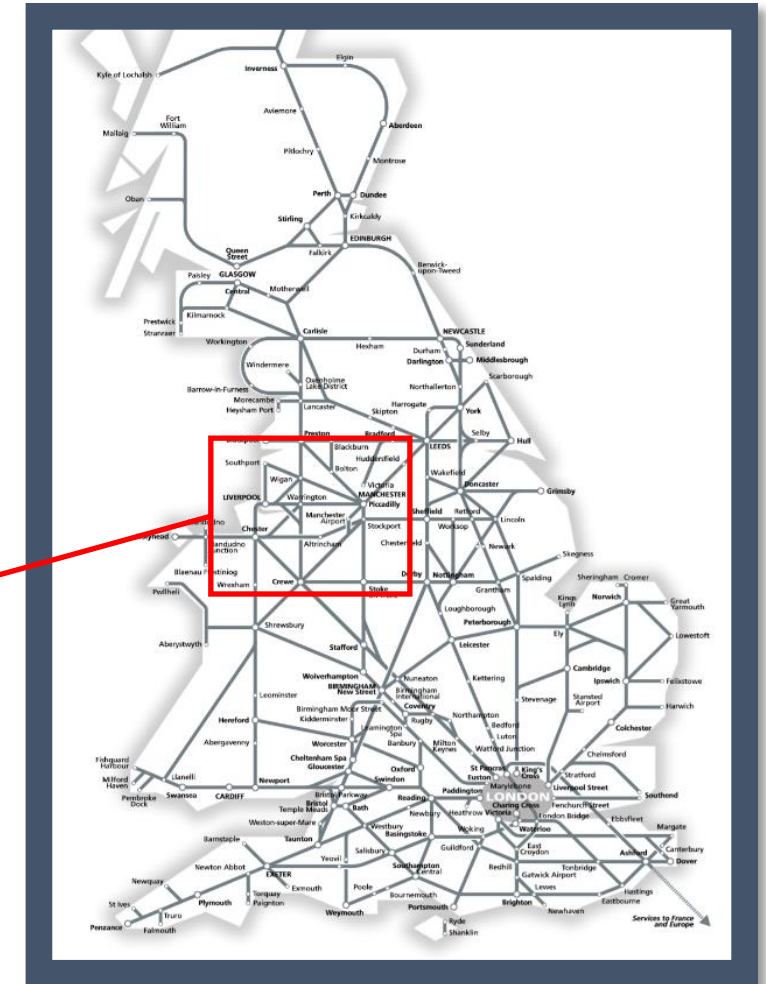 Elgin
Inverness
Kyle of Lochalsh
Aviemore
Fort
William
Mallaig
Aberdeen
Pitlochry
Montrose
Perth
Dundee
Oban
Stirling
Kirkcaldy
EDINBURGH
Queen
Street
Falkirk
GLASGOW
Paisley
Central
Motherwell
Berwick-
upon-Tweed
Prestwick
Stranraer
Kilmarnock
Carlisle
NEWCASTLE
Workington
Hexham
Durham
Sunderland
Darlington
Middlesbrough
Windermere
Oxenholme
Lake District
Northallerton
Scarborough
Barrow-in-Furness
Morecambe
Heysham Port
Lancaster
Harrogate
York
Skipton
Preston
Bradford
LEEDS
Selby
Hull
Blackburn
Huddersfield
Southport
Bolton
Wakefield
Wigan
Victoria
MANCHESTER
Piccadilly
Doncaster
Grimsby
LIVERPOOL
Warrington
Manchester
Airport
Stockport
Sheffield
Retford
Lincoln
Worksop
Chester
Altrincham
Chesterfield
Newark
Skegness
Junction
Blaenau Ffestiniog
Pwllheli
Wrexham
Crewe
Stoke
Derby
Nottingham
Grantham
Spalding
Sheringham
Cromer
Kings
Lynn
Norwich
Great
Yarmouth
Loughborough
Peterborough
Shrewsbury
Aberystwyth
Stafford
Leicester
Ely
Lowestoft
Wolverhampton
BIRMINGHAM
New Street
Nuneaton
Birmingham
International
Kettering
Cambridge
Ipswich
Felixstowe
Leominster
Birmingham Moor Street
Kidderminster
Coventry
Rugby
Northampton
Stevenage
Stansted
Airport
Harwich
Hereford
Leamington
Spa
Bedford
Luton
Colchester
Abergavenny
Worcester
Banbury
Milton
Keynes
Watford Junction
Chelmsford
Cheltenham Spa
Gloucester
Oxford
St Pancras
Euston
King's
Cross
Stratford
Fishguard
Harbour
Milford
Haven
Pembroke
Dock
Llanelli
Swansea
CARDIFF
Newport
Swindon
Paddington
Marylebone
Liverpool Street
LONDON
Southend
Bristol Parkway
Bristol
Temple Meads
Bath
Reading
Charing Cross
Fenchurch Street
Newbury
Heathrow
Victoria
London Bridge
Ebbsfleet
Weston-super-Mare
Westbury
Basingstoke
Woking
Waterloo
Margate
Barnstaple
Taunton
Salisbury
Guildford
East
Croydon
Canterbury
Ashford
Dover
Newton Abbot
Yeovil
Southampton
Central
Redhill
Tonbridge
Gatwick Airport
EXETER
Newquay
Exmouth
Poole
Bournemouth
Lewes
Hastings
Eastbourne
St Ives
Plymouth
Torquay
Paignton
Weymouth
Portsmouth
Brighton
Newhaven
Truro
Penzance
Falmouth
Ryde
Shanklin
Services to France
and Europe